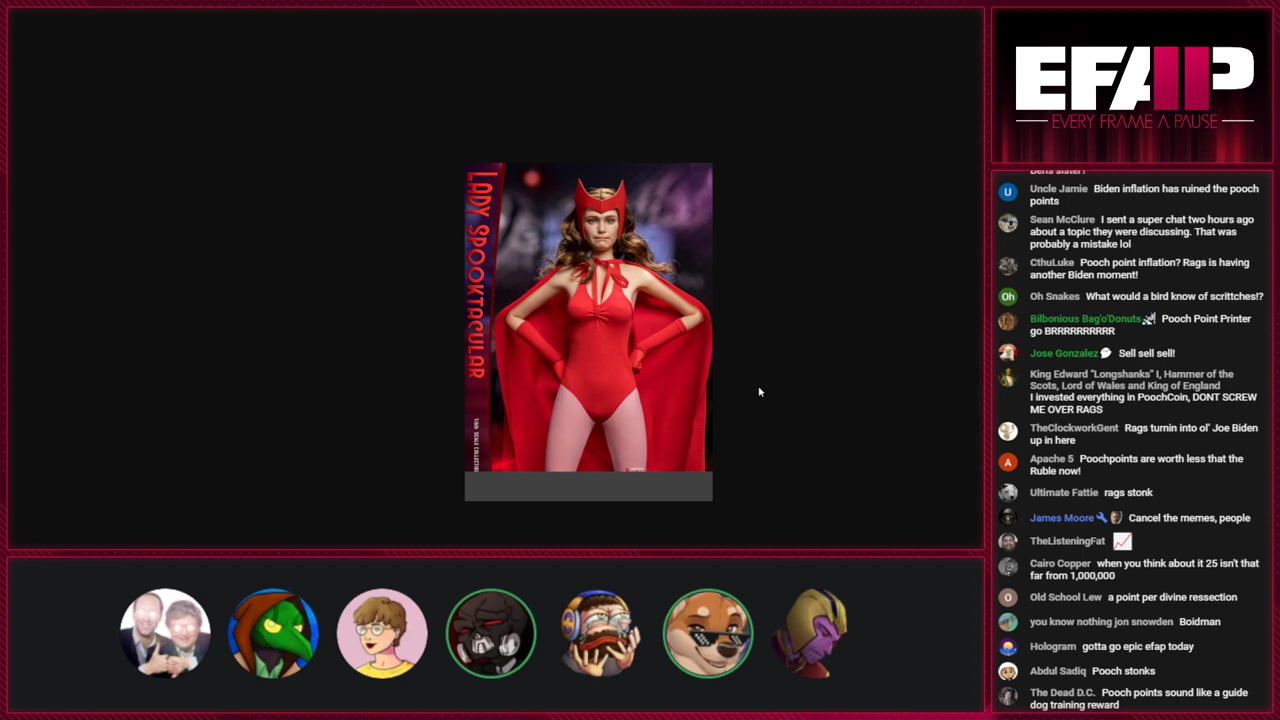 LADY SPOOKTACULAR
EFAP
EVERY FRAME A PAUSE
Uncle Jamie Biden inflation has ruined the pooch
points
Sean McClure I sent a super chat two hours ago
about a topic they were discussing. That was
probably a mistake lol
CthuLuke Pooch point inflation? Rags is having
another Biden moment!
Oh Snakes What would a bird know of scrittches!?
Bilbonious Bag'o'Donuts Pooch Point Printer
go BRRRRRRRRRR
Jose Gonzalez Sell sell sell!
King Edward "Longshanks" I, Hammer of the
Scots, Lord of Wales and King of England
I invested everything in PoochCoin, DONT SCREW
ME OVER RAGS
TheClockworkGent Rags turnin into ol' Joe Biden
up in here
Apache 5 Poochpoints are worth less that the
Ruble now!
Ultimate Fattie rags stonk
James Moore Cancel the memes, people
TheListeningFat
Cairo Copper when you think about it 25 isn't that
far from 1,000,000
Old School Lew a point per divine ressection
you know nothing jon snowden Boidman
Hologram gotta go epic efap today
Abdul Sadiq Pooch stonks
The Dead D.C. Pooch points sound like a guide
dog training reward
U
Oh
A
O